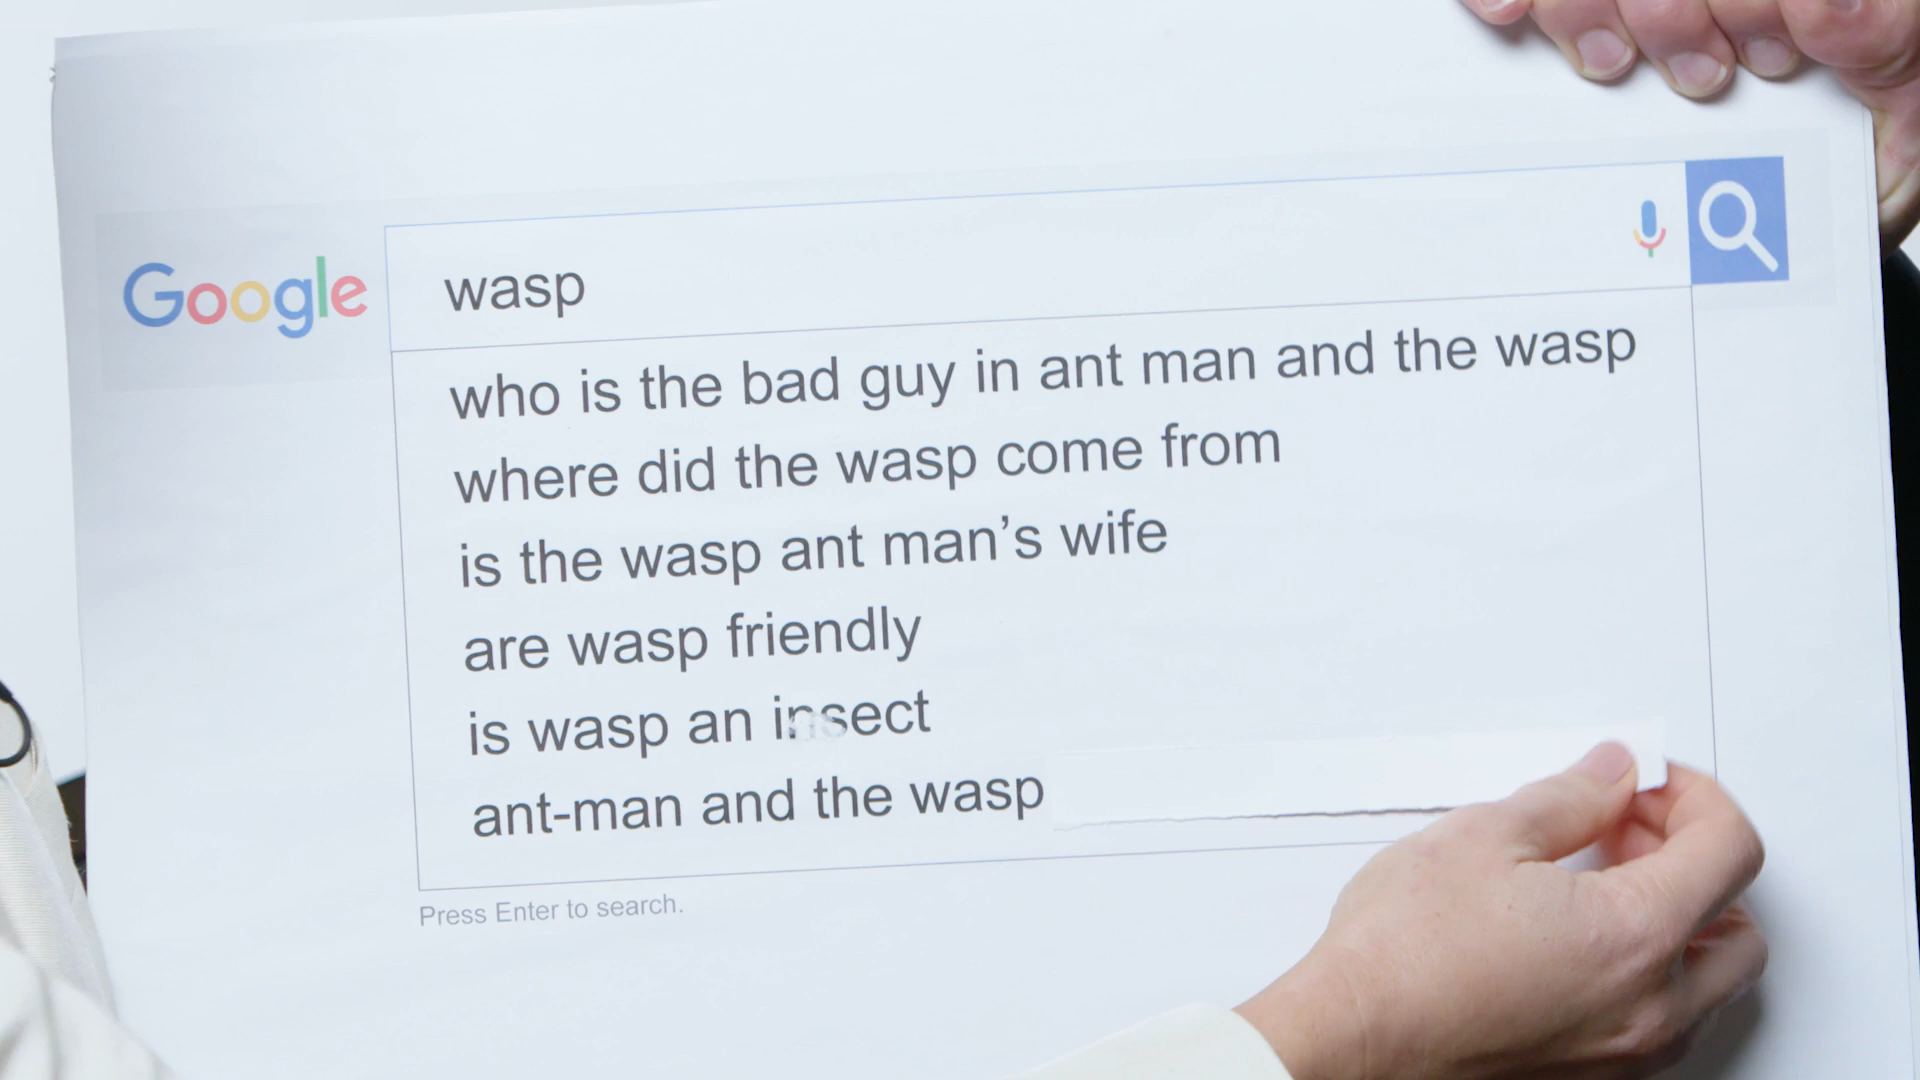 Google
wasp
who is the bad guy in ant man and the wasp
where did the wasp come from
is the wasp ant man’s wife
are wasp friendly
is wasp an insect
ant-man and the wasp
Press Enter to search.